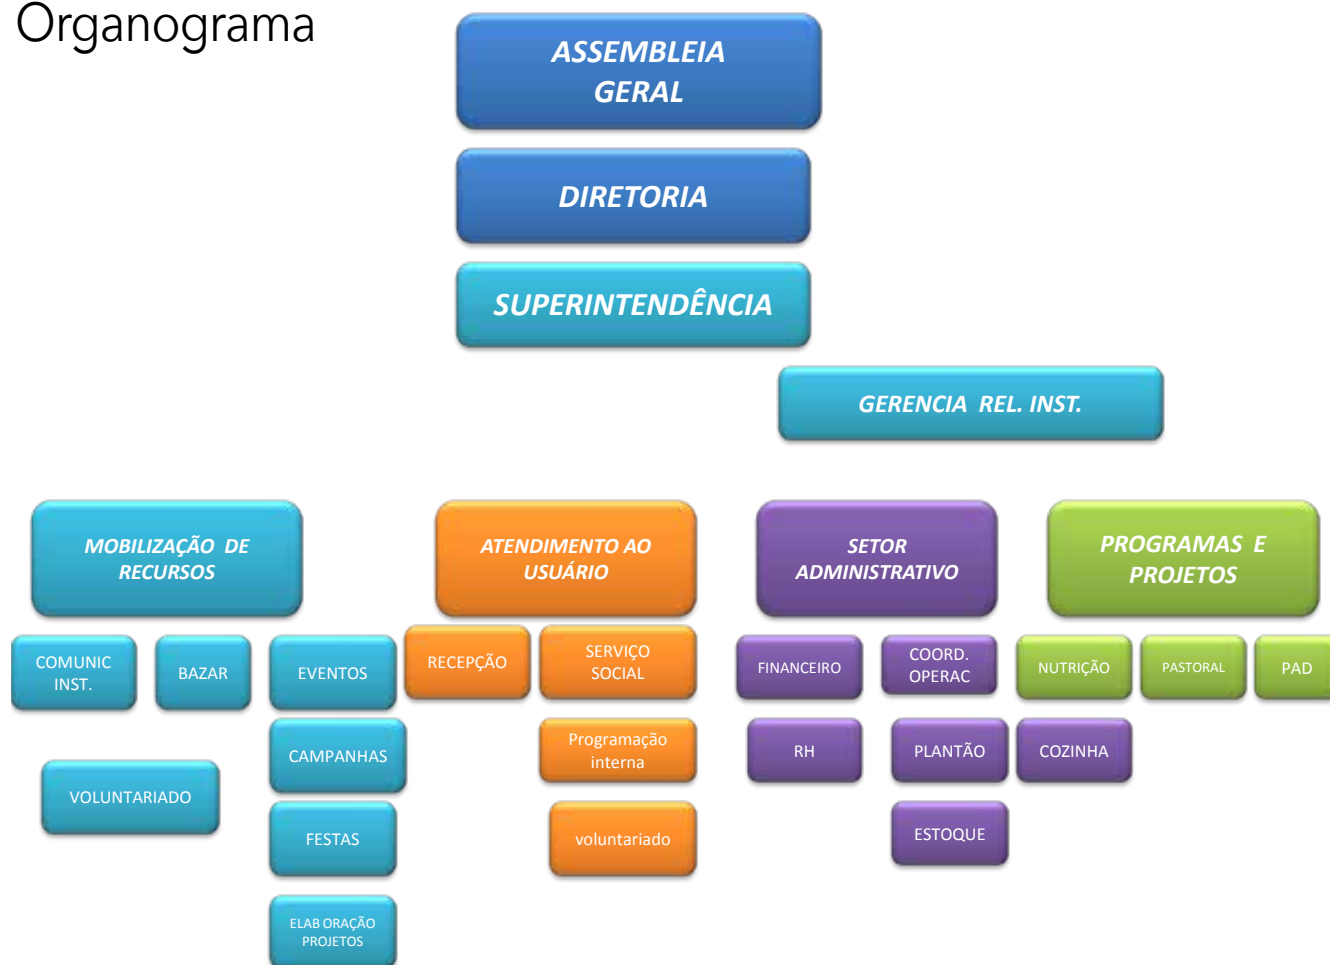 Organograma
ASSEMBLEIA
GERAL
DIRETORIA
SUPERINTENDÊNCIA
GERENCIA REL. INST.
MOBILIZAÇÃO DE
RECURSOS
ATENDIMENTO AO
USUÁRIO
SETOR
ADMINISTRATIVO
PROGRAMAS E
PROJETOS
COMUNIC
INST.
BAZAR
EVENTOS
RECEPÇÃO
SERVIÇO
SOCIAL
FINANCEIRO
COORD.
OPERAC
NUTRIÇÃO
PASTORAL
PAD
CAMPANHAS
Programação
interna
RH
PLANTÃO
COZINHA
VOLUNTARIADO
FESTAS
voluntariado
ESTOQUE
ELAB ORAÇÃO
PROJETOS